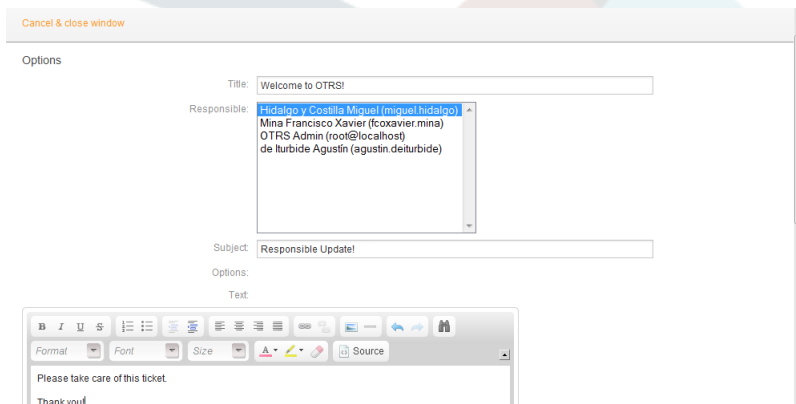 Cancel & close window
Options
Title: Welcome to OTRS!
Responsible: Hidalgo y Costilla Miguel (miguel.hidalgo)
Mina Francisco Xavier (fcoxavier.mina)
OTRS Admin (root@localhost)
de Iturbide Agustín (agustin.deiturbide)
Subject: Responsible Update!
Options:
Text:
B I U S
Format Font Size A Source
Please take care of this ticket.
Thank you!